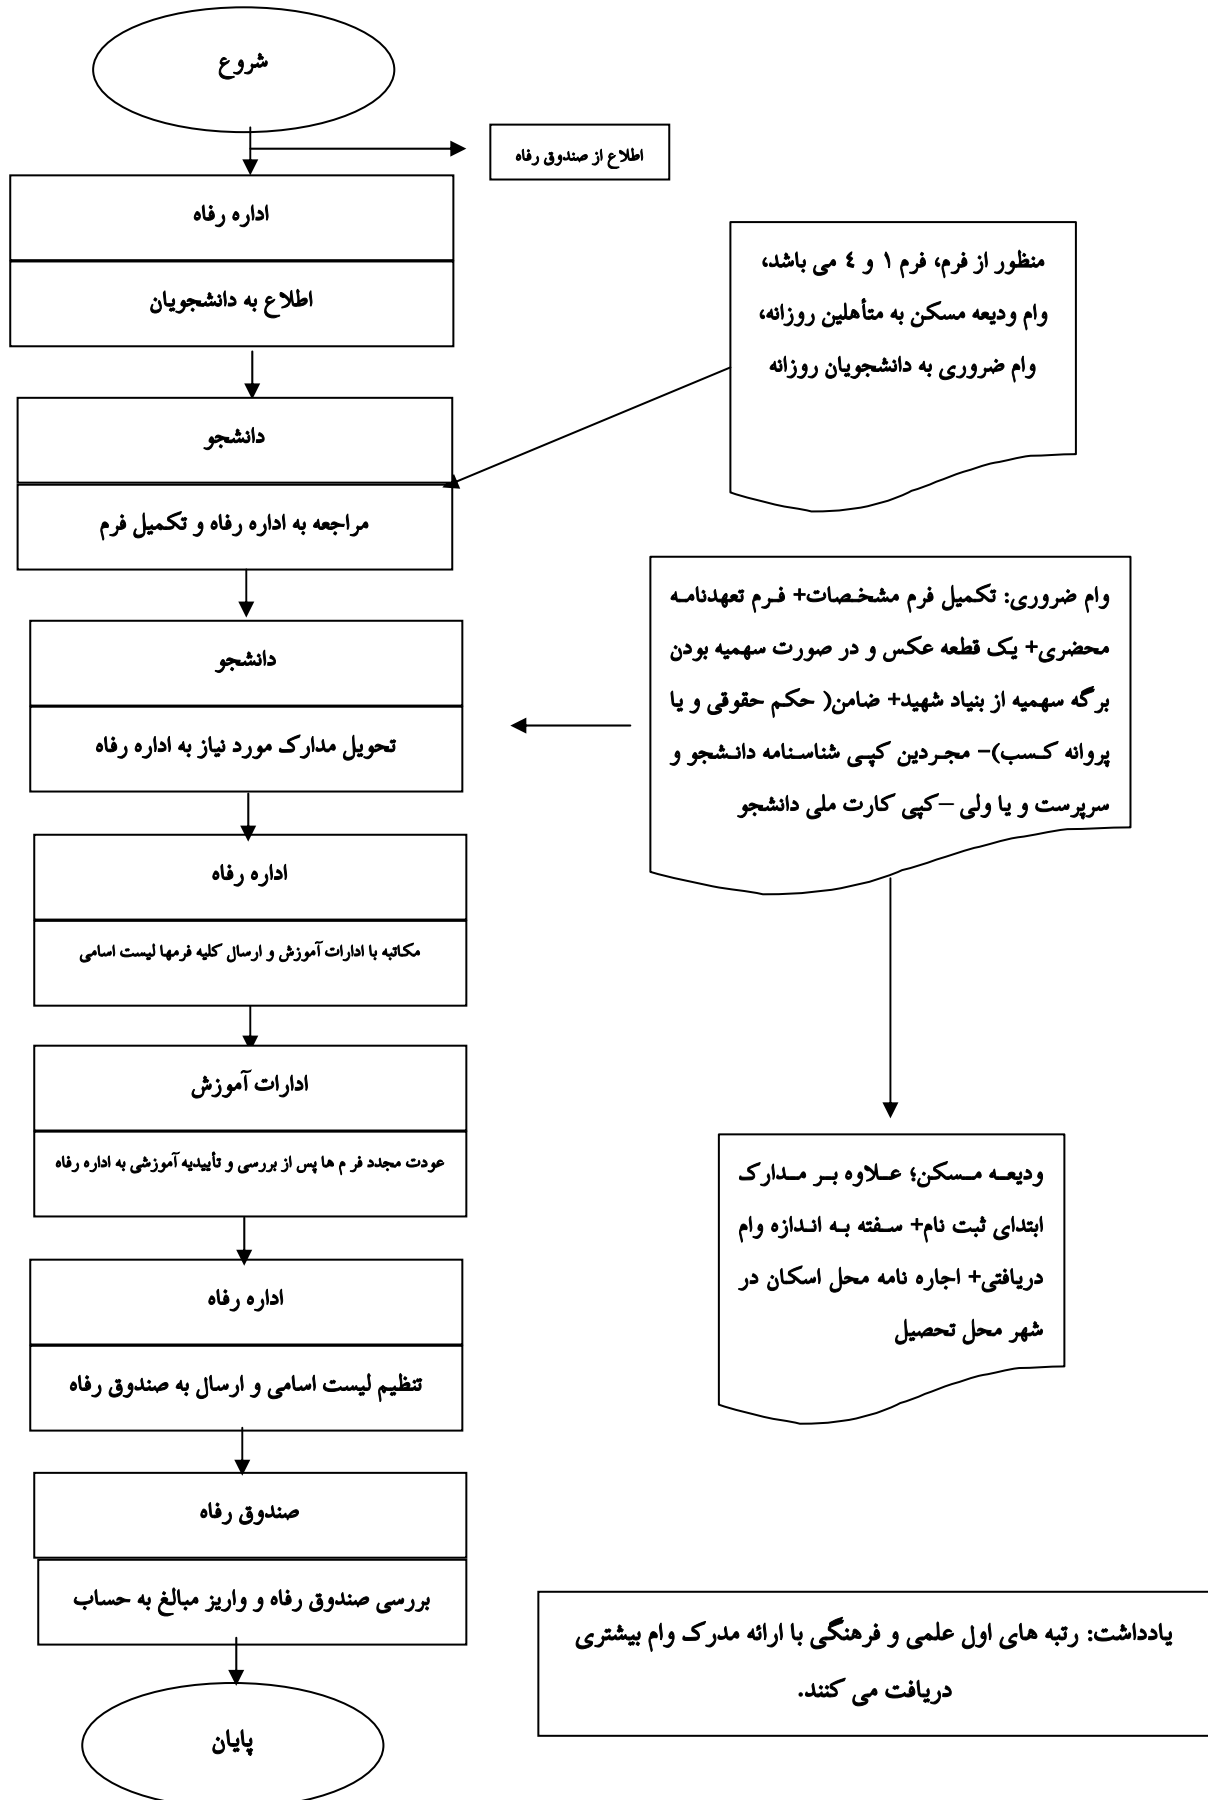 شروع
اطلاع از صندوق رفاه
اداره رفاه
اطلاع به دانشجویان
منظور از فرم، فرم ۱ و ٤ می باشد،
وام ودیعه مسکن به متأهلین روزانه،
وام ضروری به دانشجویان روزانه
دانشجو
مراجعه به اداره رفاه و تکمیل فرم
وام ضروری: تکمیل فرم مشخصات+ فرم تعهدنامه
محضری+ یک قطعه عکس و در صورت سهمیه بودن
برگه سهمیه از بنیاد شهید+ ضامن( حکم حقوقی و یا
پروانه کسب)- مجردین کپی شناسنامه دانشجو و
سرپرست و یا ولی –کپی کارت ملی دانشجو
دانشجو
تحویل مدارک مورد نیاز به اداره رفاه
اداره رفاه
مکاتبه با ادارات آموزش و ارسال کلیه فرمها لیست اسامی
ادارات آموزش
عودت مجدد فر م ها پس از بررسی و تأییدیه آموزشی به اداره رفاه
ودیعه مسکن؛ علاوه بر مدارک
ابتدای ثبت نام+ سفته به اندازه وام
دریافتی+ اجاره نامه محل اسکان در
شهر محل تحصیل
اداره رفاه
تنظیم لیست اسامی و ارسال به صندوق رفاه
صندوق رفاه
بررسی صندوق رفاه و واریز مبالغ به حساب
یادداشت: رتبه های اول علمی و فرهنگی با ارائه مدرک وام بیشتری
دریافت می کنند.
پایان